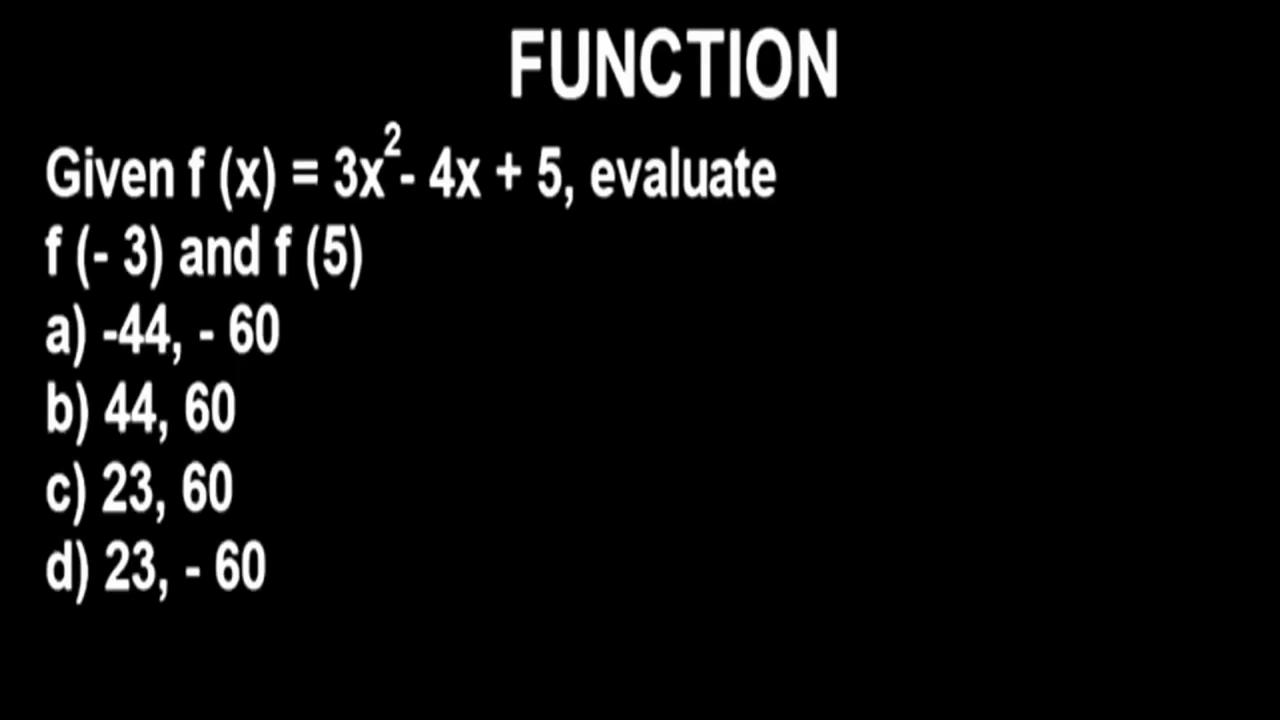 FUNCTION
Given f (x) = 3x²- 4x + 5, evaluate
f (- 3) and f (5)
a) -44, - 60
b) 44, 60
c) 23, 60
d) 23, - 60